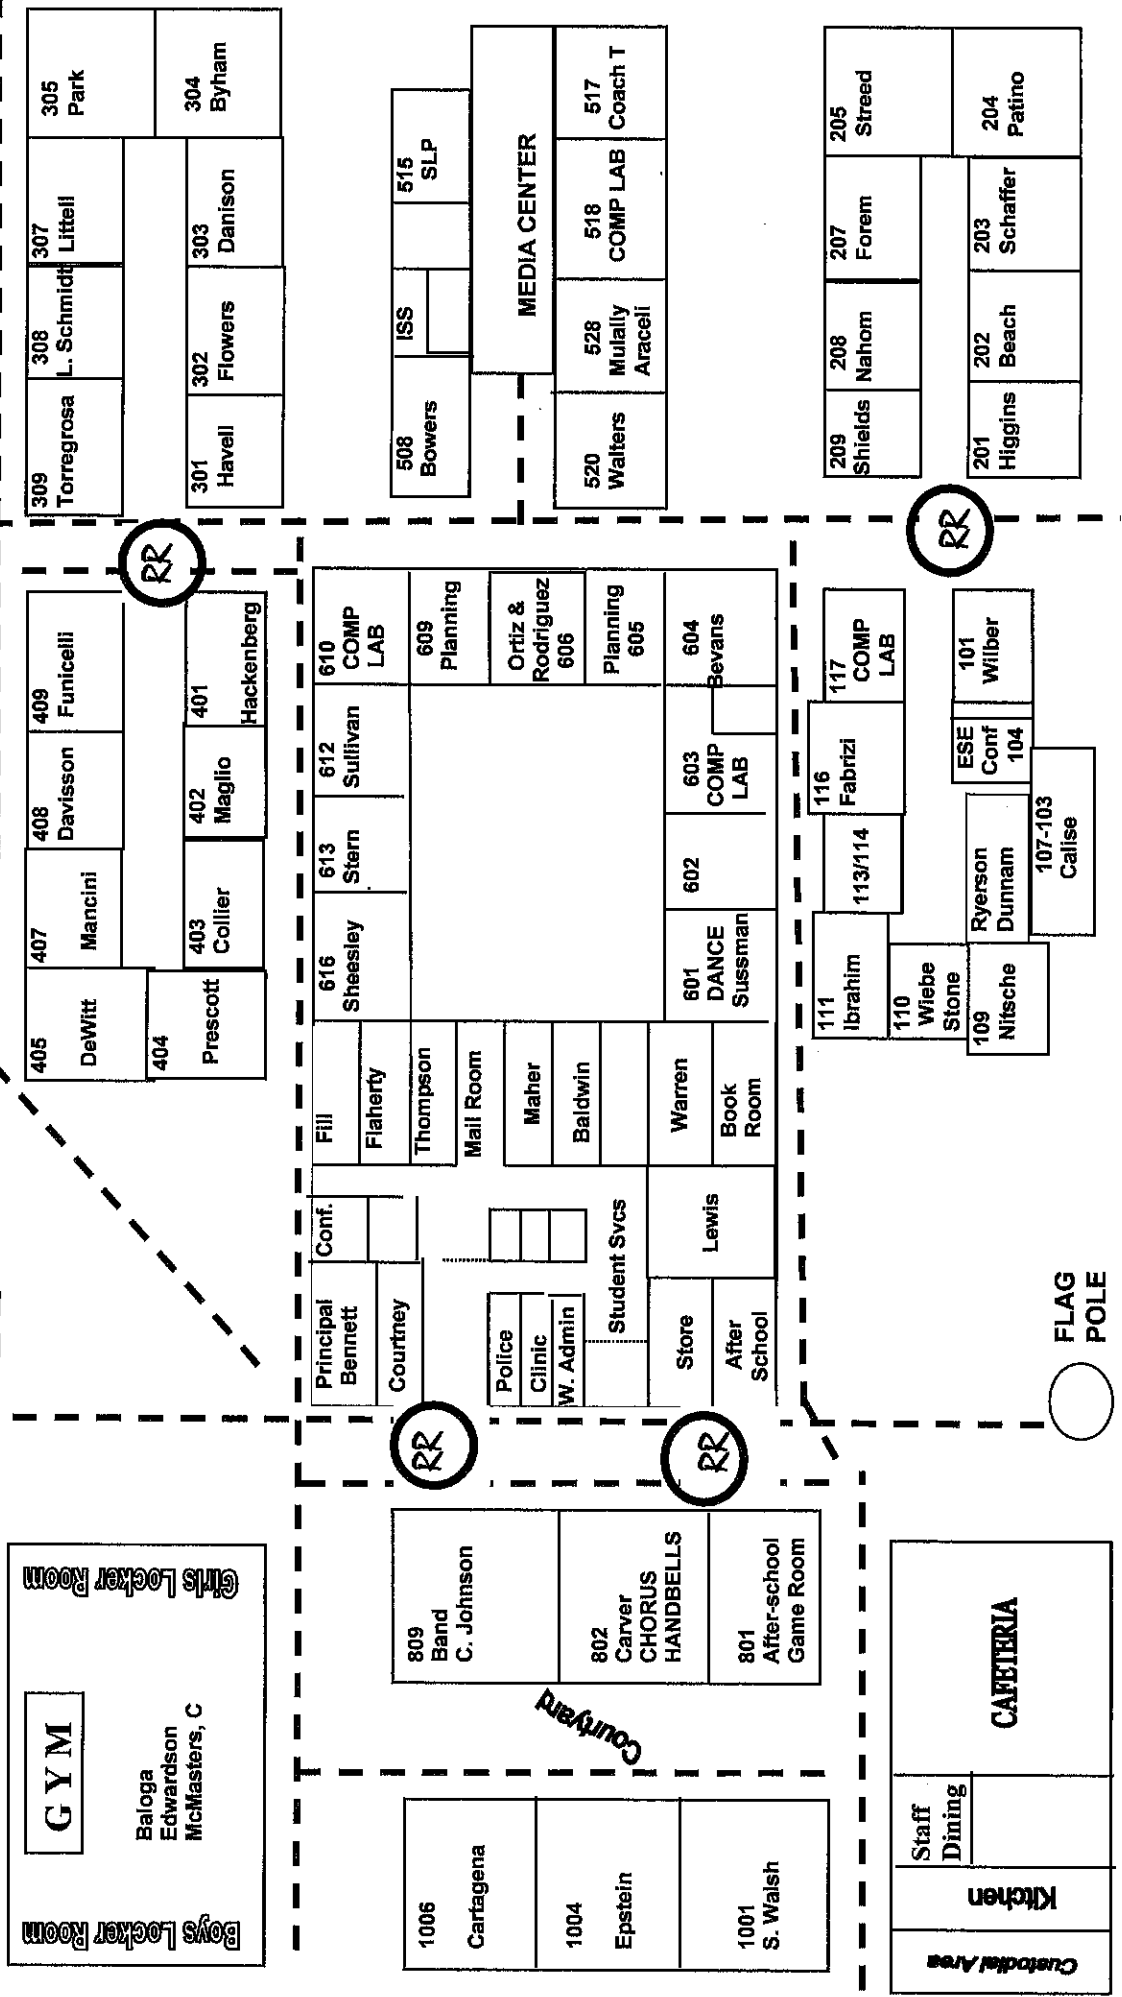 305
Park
304
Byham
307
Littell
303
Danison
308
L. Schmidt
302
Flowers
309
Torregrosa
301
Havell
RR
409
Funicelli
401
Hackenberg
408
Davisson
402
Maglio
407
Mancini
403
Collier
405
DeWitt
404
Prescott
515
SLP
ISS
508
Bowers
MEDIA CENTER
517
Coach T
518
COMP LAB
528
Mulally
Araceli
520
Walters
205
Streed
204
Patino
207
Forem
203
Schaffer
208
Nahom
202
Beach
209
Shields
201
Higgins
RR
610
COMP
LAB
609
Planning
Ortiz &
Rodriguez
606
Planning
605
604
Bevans
612
Sullivan
603
COMP
LAB
613
Stern
602
616
Sheesley
601
DANCE
Sussman
Fill
Flaherty
Thompson
Mail Room
Maher
Baldwin
Warren
Book
Room
Conf.
Principal
Bennett
Courtney
Police
Clinic
W. Admin
Student Svcs
Lewis
Store
After
School
RR
RR
117
COMP
LAB
101
Wilber
116
Fabrizi
ESE
Conf
104
113/114
107-103
Calise
Ryerson
Dunnam
111
Ibrahim
110
Wiebe
Stone
109
Nitsche
FLAG
POLE
Girls Locker Room
GYM
Baloga
Edwardson
McMasters, C
Boys Locker Room
809
Band
C. Johnson
802
Carver
CHORUS
HANDBELLS
801
After-school
Game Room
Courtyard
1006
Cartagena
1004
Epstein
1001
S. Walsh
CAFETERIA
Staff
Dining
Kitchen
Custodial Area